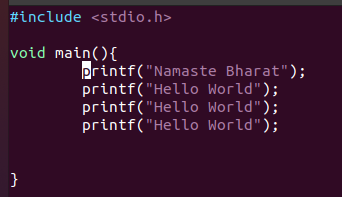 #include <stdio.h>
void main(){
printf("Namaste Bharat");
printf("Hello World");
printf("Hello World");
printf("Hello World");
}